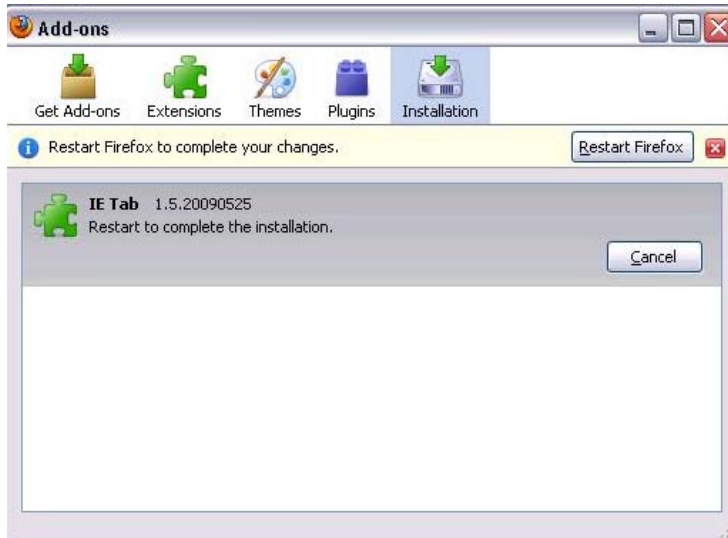 Add-ons
Get Add-ons Extensions Themes Plugins Installation
Restart Firefox to complete your changes. Restart Firefox
IE Tab 1.5.20090525
Restart to complete the installation.
Cancel